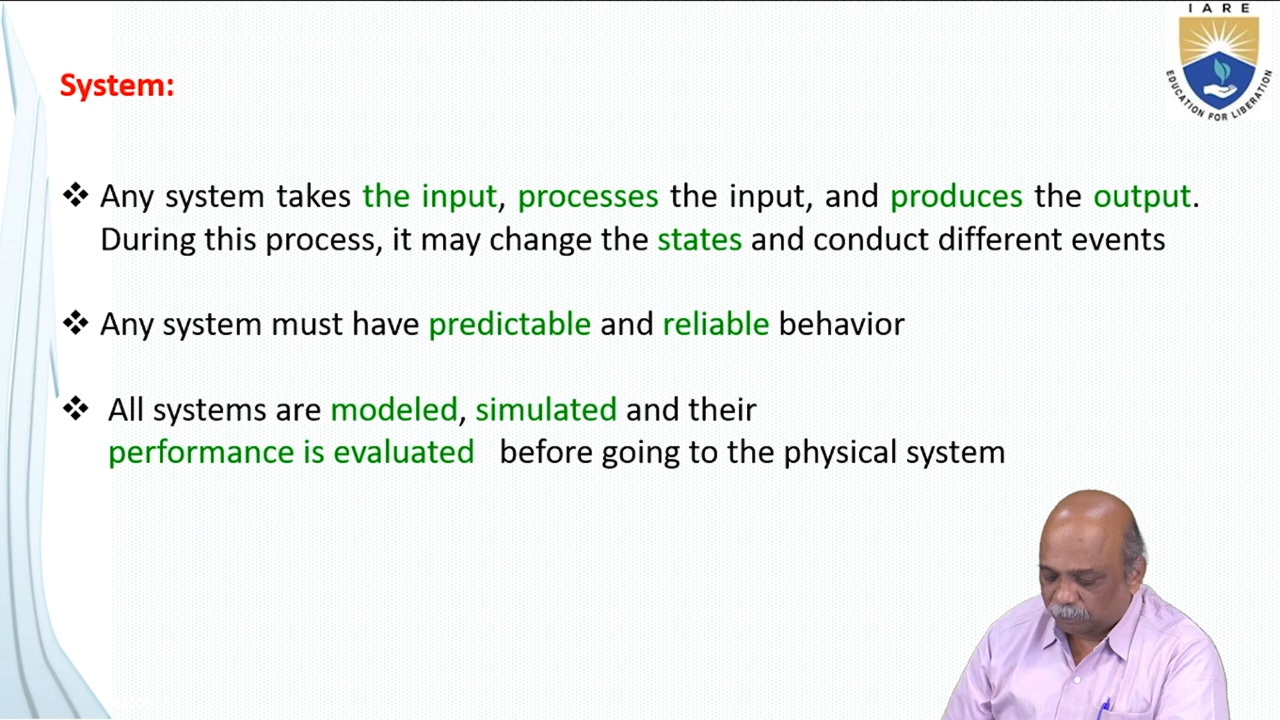 IARE
EDUCATION FOR LIBERATION
System:
❖ Any system takes the input, processes the input, and produces the output.
During this process, it may change the states and conduct different events
❖ Any system must have predictable and reliable behavior
❖ All systems are modeled, simulated and their
performance is evaluated before going to the physical system